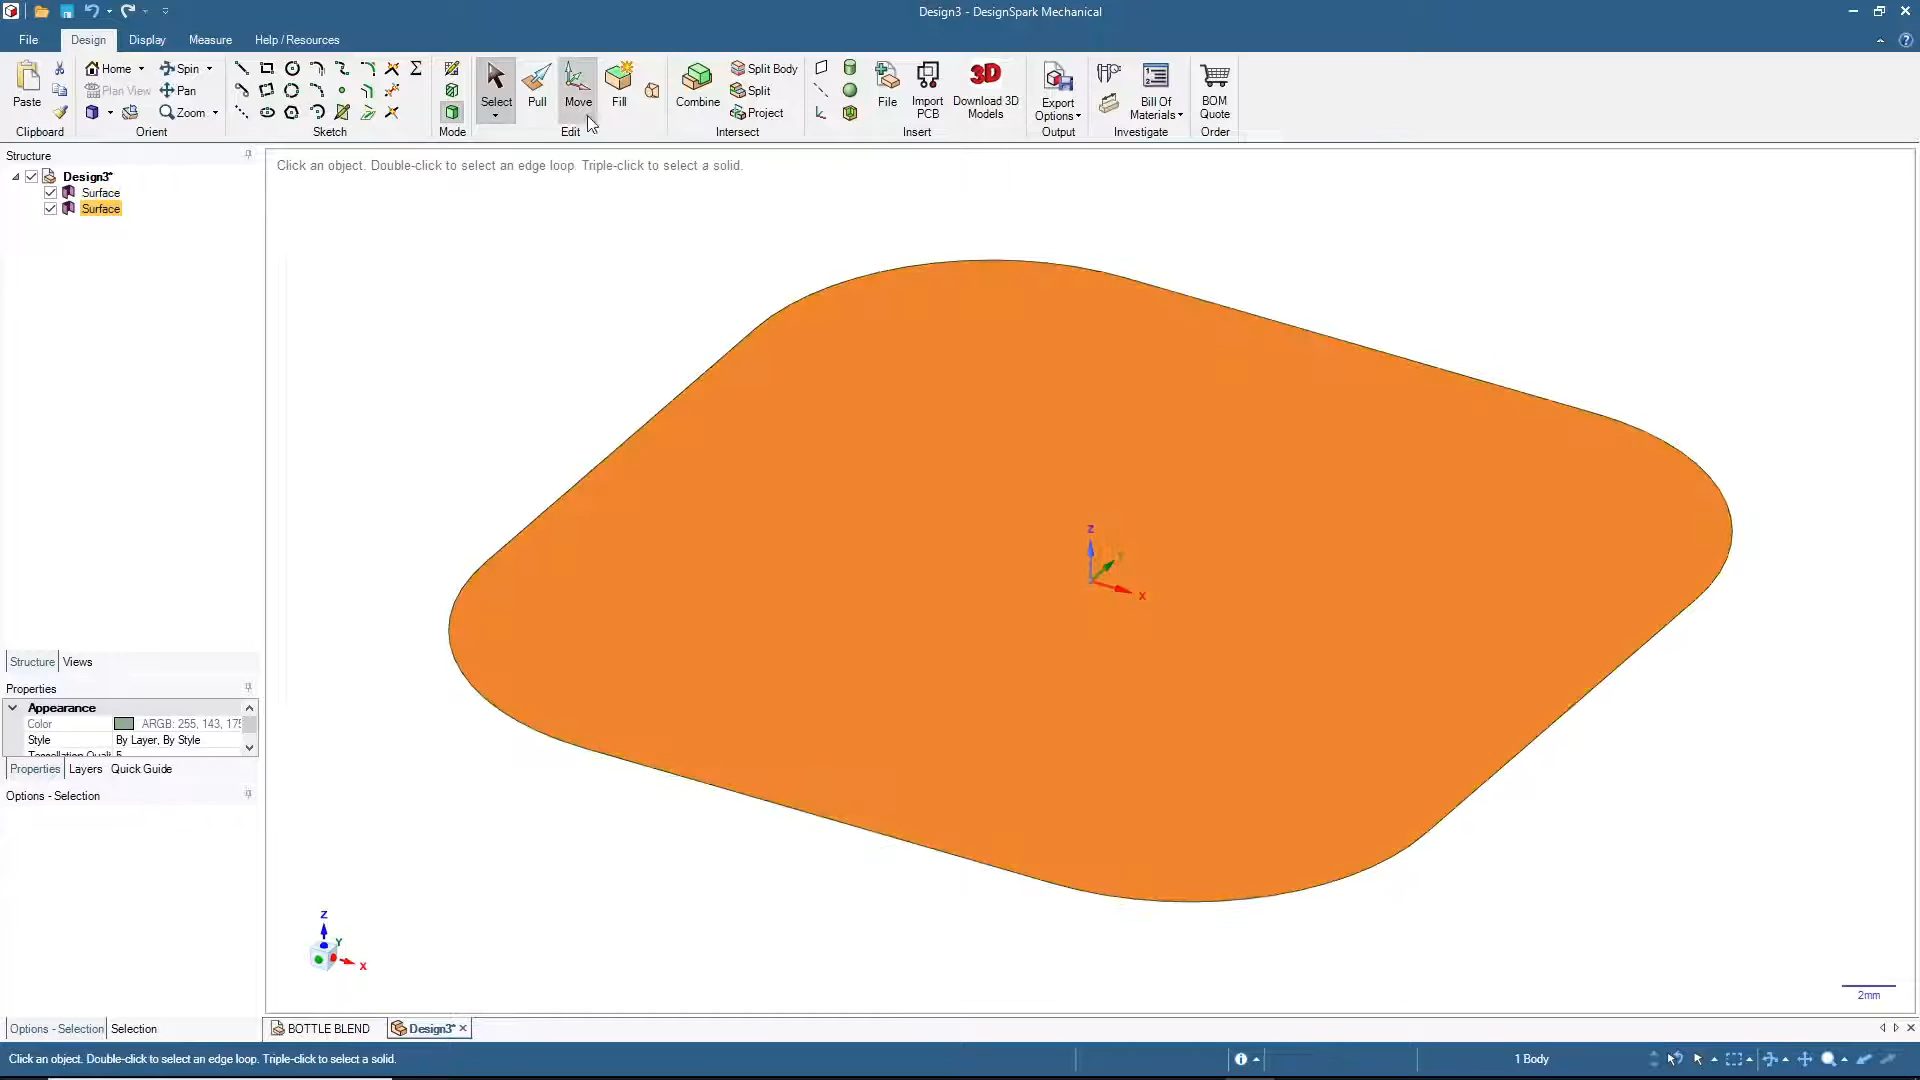 Design3 - DesignSpark Mechanical
File Design Display Measure Help / Resources
Paste
Clipboard
Home
Plan View
Spin
Pan
Zoom
Orient
Sketch
Mode
Select
Pull
Move
Fill
Edit
Combine
Split Body
Split
Project
Intersect
File
Import PCB
3D
Download 3D Models
Insert
Export Options
Output
Bill Of Materials
Investigate
BOM Quote
Order
Structure
Design3*
Surface
Surface
Structure Views
Properties
Appearance
Color ARGB: 255, 143, 175
Style By Layer, By Style
Properties Layers Quick Guide
Options - Selection
Options - Selection Selection
Click an object. Double-click to select an edge loop. Triple-click to select a solid.
Z
X
Z
Y
X
2mm
BOTTLE BLEND Design3*
Click an object. Double-click to select an edge loop. Triple-click to select a solid.
1 Body